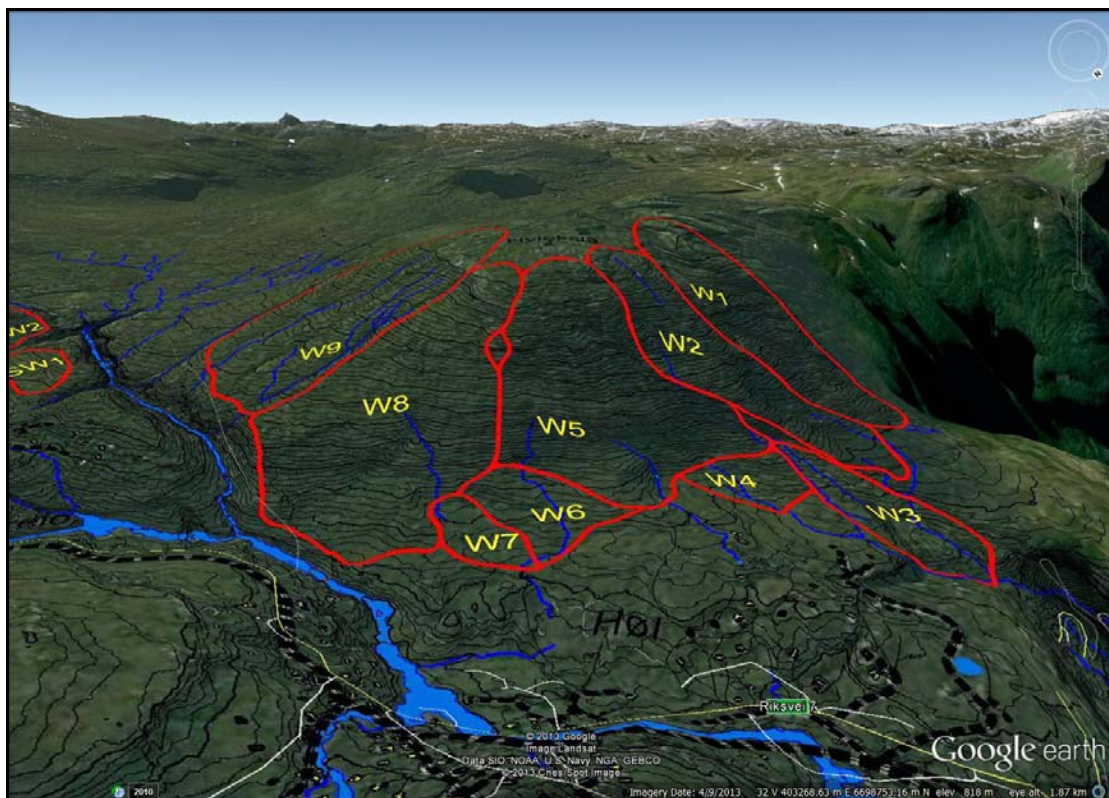 W1
W2
W9
W2
SW1
W8
W5
W4
W3
W6
W7
HØl
Riksvei 7
© 2013 Google
Image Landsat
Data SIO, NOAA, U.S. Navy, NGA, GEBCO
© 2013 Cnes/Spot Image
Google earth
2010
Imagery Date: 4/9/2013 32 V 403268.63 m E 6698753.16 m N elev 818 m eye alt 1.87 km